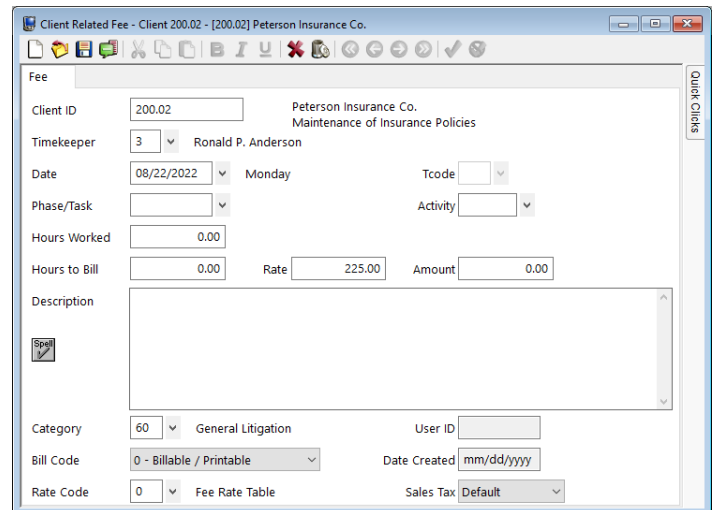 Client Related Fee - Client 200.02 - [200.02] Peterson Insurance Co.
B I U
Fee
Quick Clicks
Client ID 200.02 Peterson Insurance Co.
Maintenance of Insurance Policies
Timekeeper 3 Ronald P. Anderson
Date 08/22/2022 Monday Tcode
Phase/Task Activity
Hours Worked 0.00
Hours to Bill 0.00 Rate 225.00 Amount 0.00
Description
Spell
Category 60 General Litigation User ID
Bill Code 0 - Billable / Printable Date Created mm/dd/yyyy
Rate Code 0 Fee Rate Table Sales Tax Default